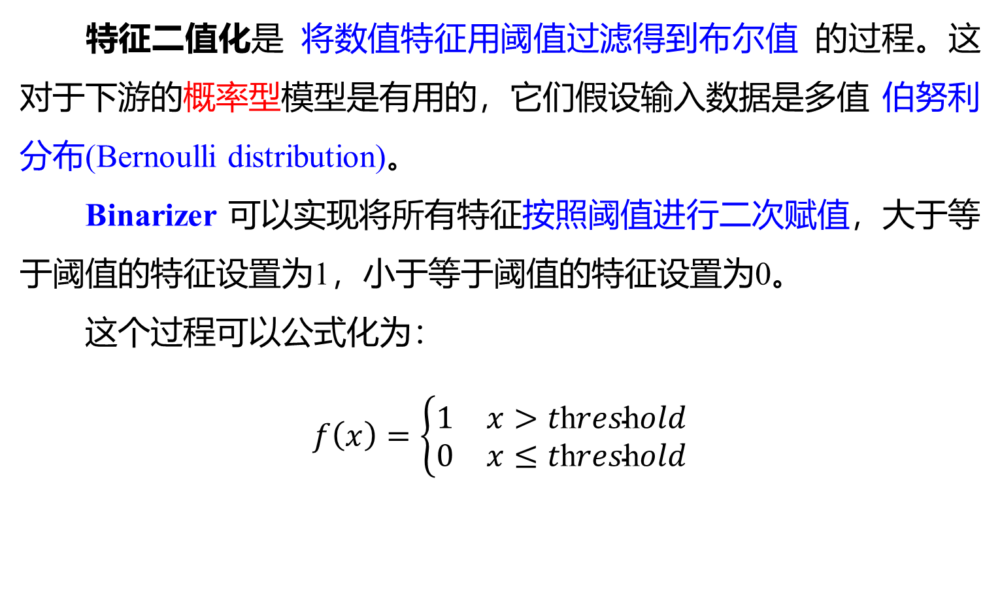 特征二值化是 将数值特征用阈值过滤得到布尔值 的过程。这
对于下游的概率型模型是有用的，它们假设输入数据是多值 伯努利
分布(Bernoulli distribution)。
Binarizer 可以实现将所有特征按照阈值进行二次赋值，大于等
于阈值的特征设置为1，小于等于阈值的特征设置为0。
这个过程可以公式化为：
f(x) = {1 x > threshold
0 x ≤ threshold